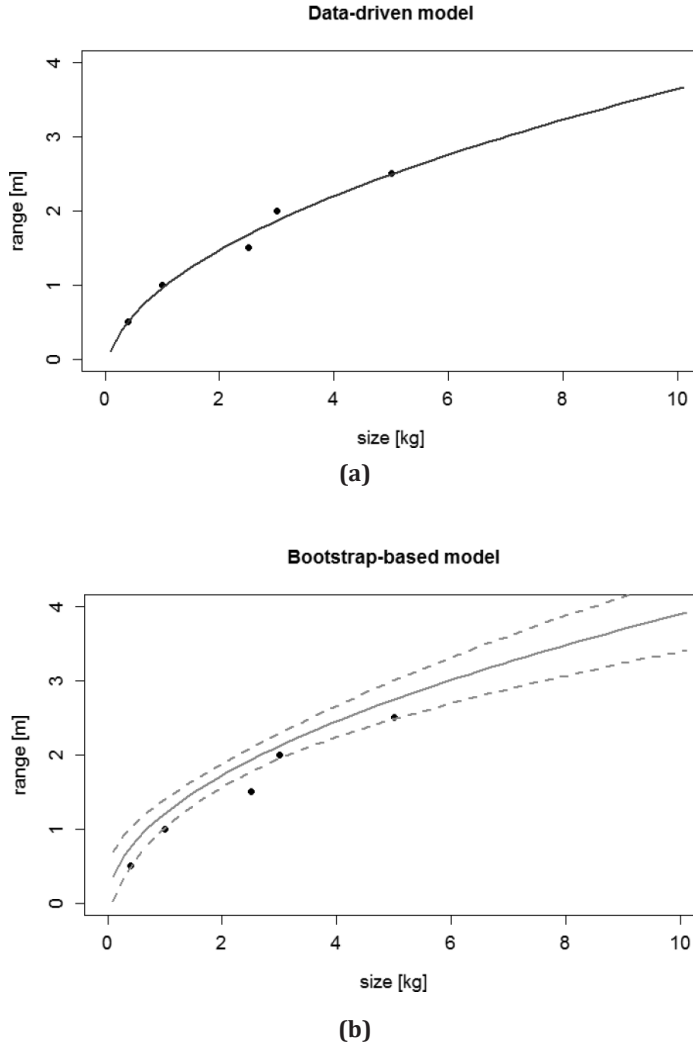 Data-driven model
4
3
2
1
0
range [m]
0 2 4 6 8 10
size [kg]
(a)
Bootstrap-based model
4
3
2
1
0
range [m]
0 2 4 6 8 10
size [kg]
(b)